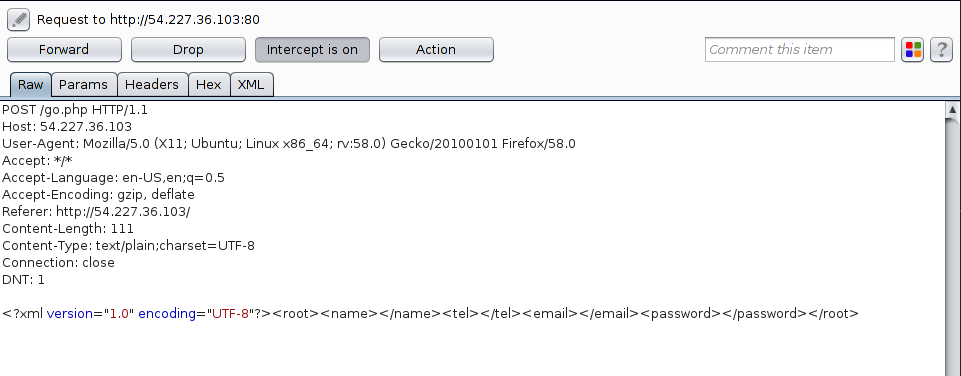 Request to http://54.227.36.103:80
Forward Drop Intercept is on Action Comment this item ?
Raw Params Headers Hex XML
POST /go.php HTTP/1.1
Host: 54.227.36.103
User-Agent: Mozilla/5.0 (X11; Ubuntu; Linux x86_64; rv:58.0) Gecko/20100101 Firefox/58.0
Accept: */*
Accept-Language: en-US,en;q=0.5
Accept-Encoding: gzip, deflate
Referer: http://54.227.36.103/
Content-Length: 111
Content-Type: text/plain;charset=UTF-8
Connection: close
DNT: 1
<?xml version="1.0" encoding="UTF-8"?><root><name></name><tel></tel><email></email><password></password></root>